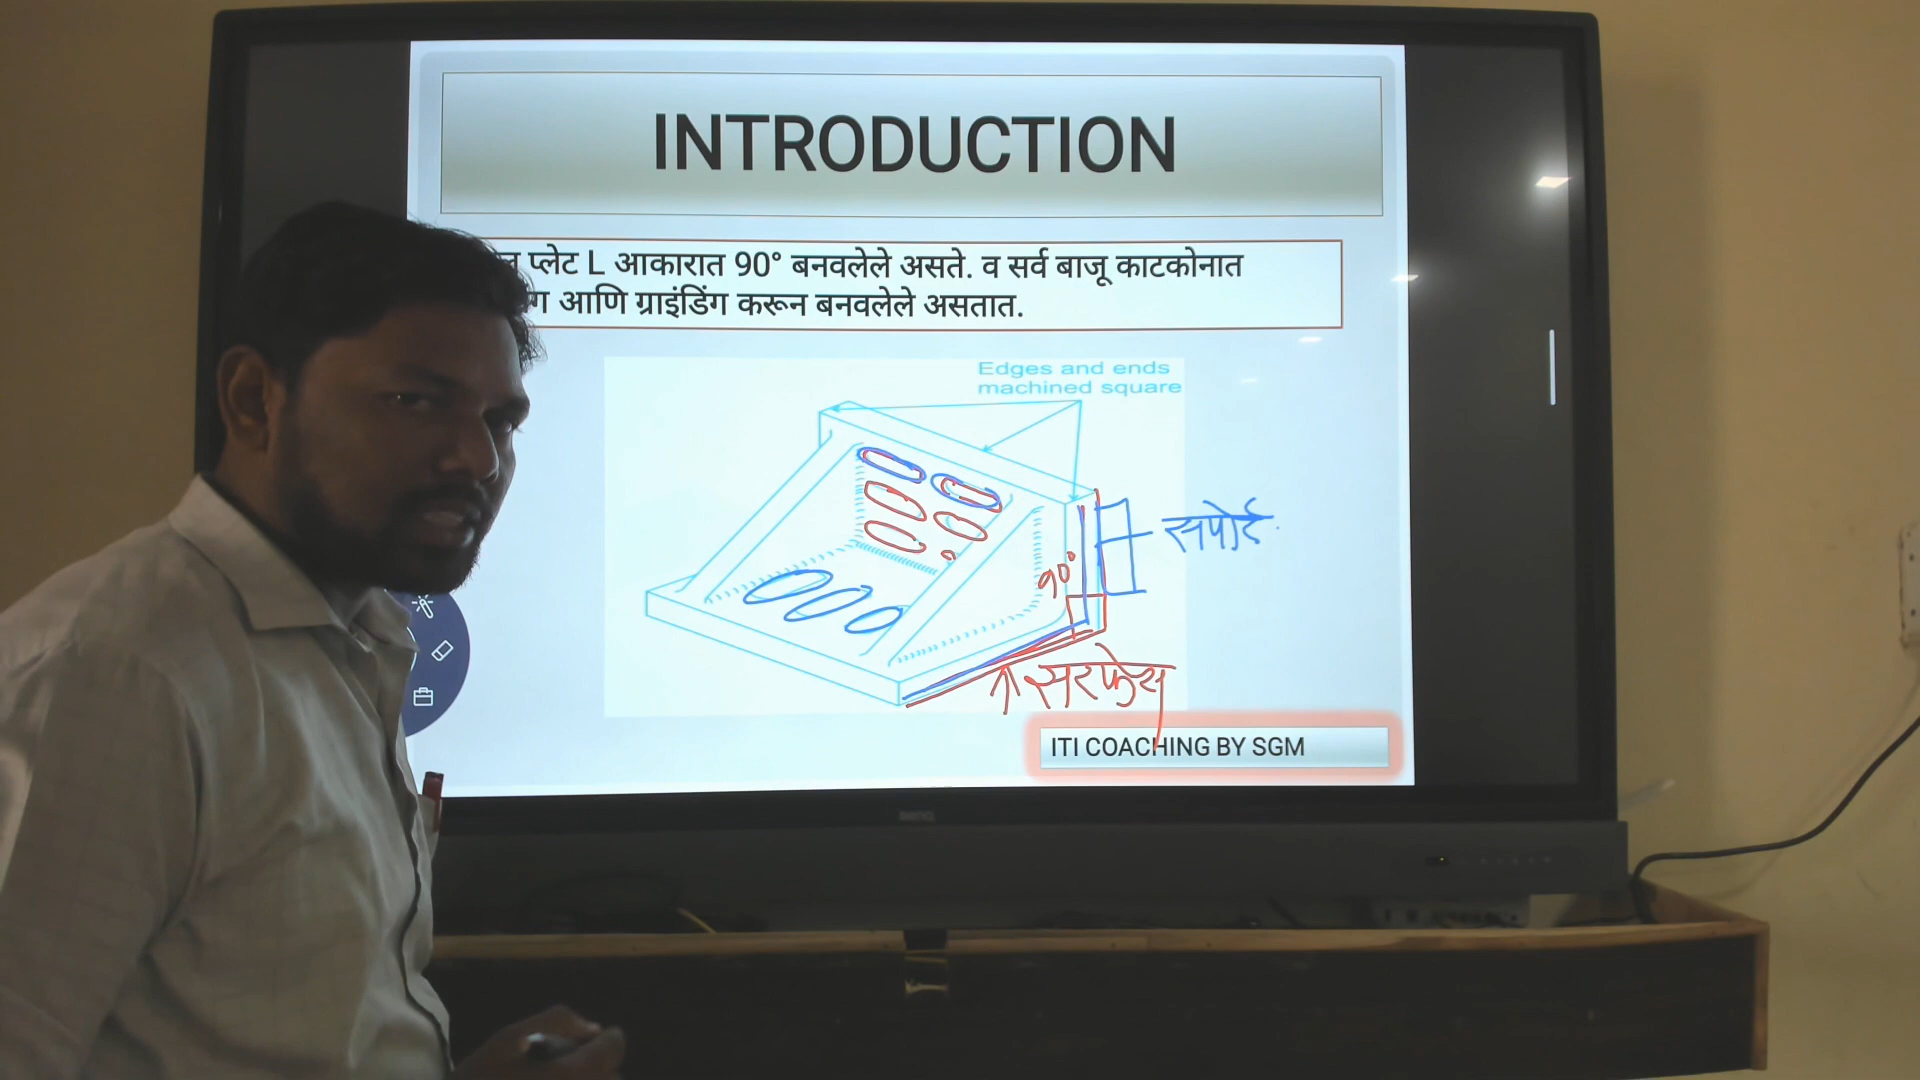 INTRODUCTION
प्लेट L आकारात 90° बनवलेले असते. व सर्व बाजू काटकोनात
आणि ग्राइंडिंग करून बनवलेले असतात.
Edges and ends
machined square
सपोर्ट
९०°
सरफेस
ITI COACHING BY SGM